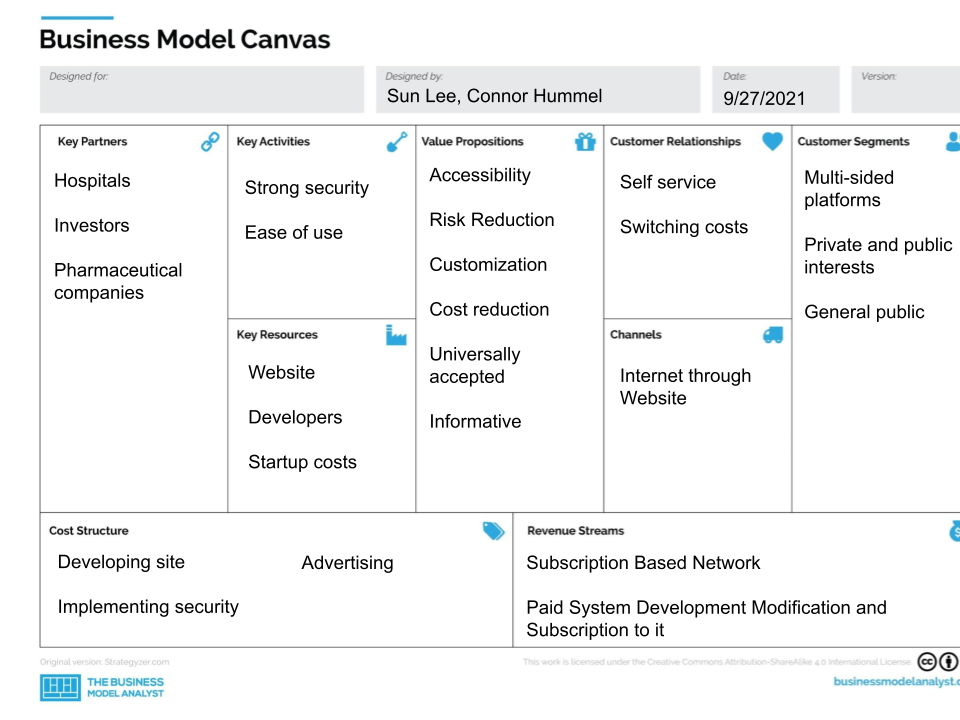 Business Model Canvas
Designed for:
Designed by:
Sun Lee, Connor Hummel
Date:
9/27/2021
Version:
Key Partners
Hospitals
Investors
Pharmaceutical
companies
Key Activities
Strong security
Ease of use
Key Resources
Website
Developers
Startup costs
Value Propositions
Accessibility
Risk Reduction
Customization
Cost reduction
Universally
accepted
Informative
Customer Relationships
Self service
Switching costs
Channels
Internet through
Website
Customer Segments
Multi-sided
platforms
Private and public
interests
General public
Cost Structure
Developing site
Advertising
Implementing security
Revenue Streams
Subscription Based Network
Paid System Development Modification and
Subscription to it
Original version: Strategyzer.com
This work is licensed under the Creative Commons Attribution-ShareAlike 4.0 International License.
THE BUSINESS
MODEL ANALYST
businessmodelanalyst.c